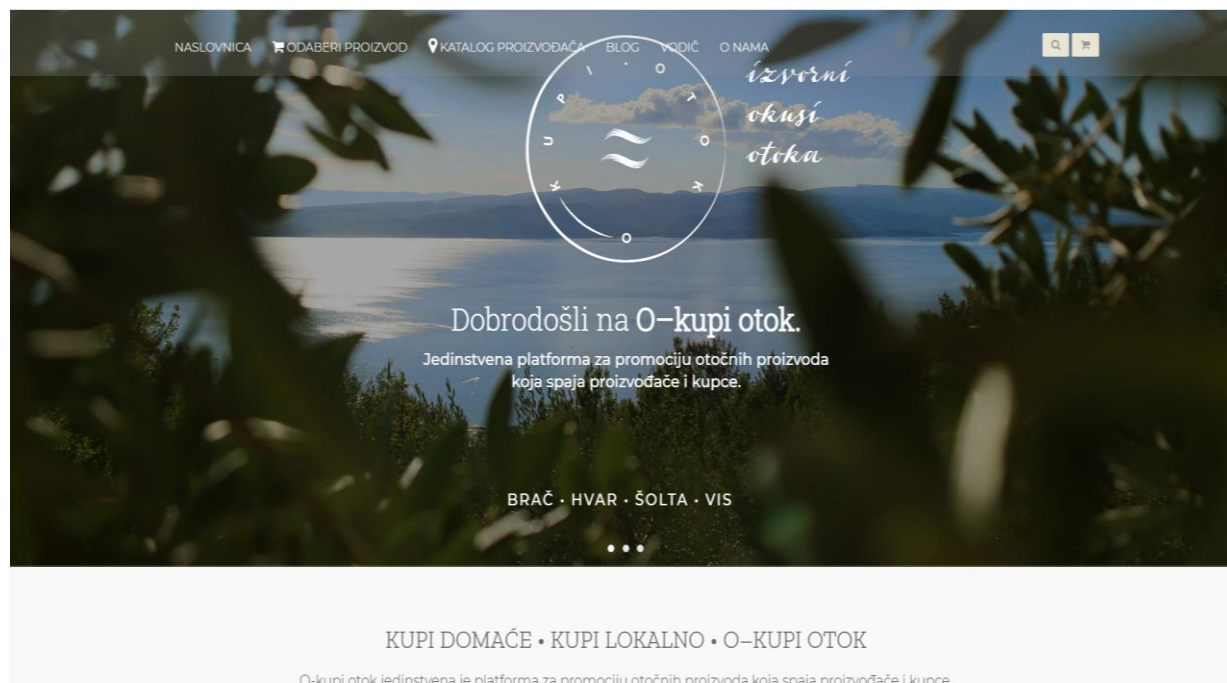 NASLOVNICA ODABERI PROIZVOD KATALOG PROIZVOĐAČA BLOG VODIČ O NAMA
KUPI · OTOK O
izvorni
okusi
otoka
Dobrodošli na O–kupi otok.
Jedinstvena platforma za promociju otočnih proizvoda
koja spaja proizvođače i kupce.
BRAČ · HVAR · ŠOLTA · VIS
KUPI DOMAĆE • KUPI LOKALNO • O–KUPI OTOK
O-kupi otok jedinstvena je platforma za promociju otočnih proizvoda koja spaja proizvođače i kupce.